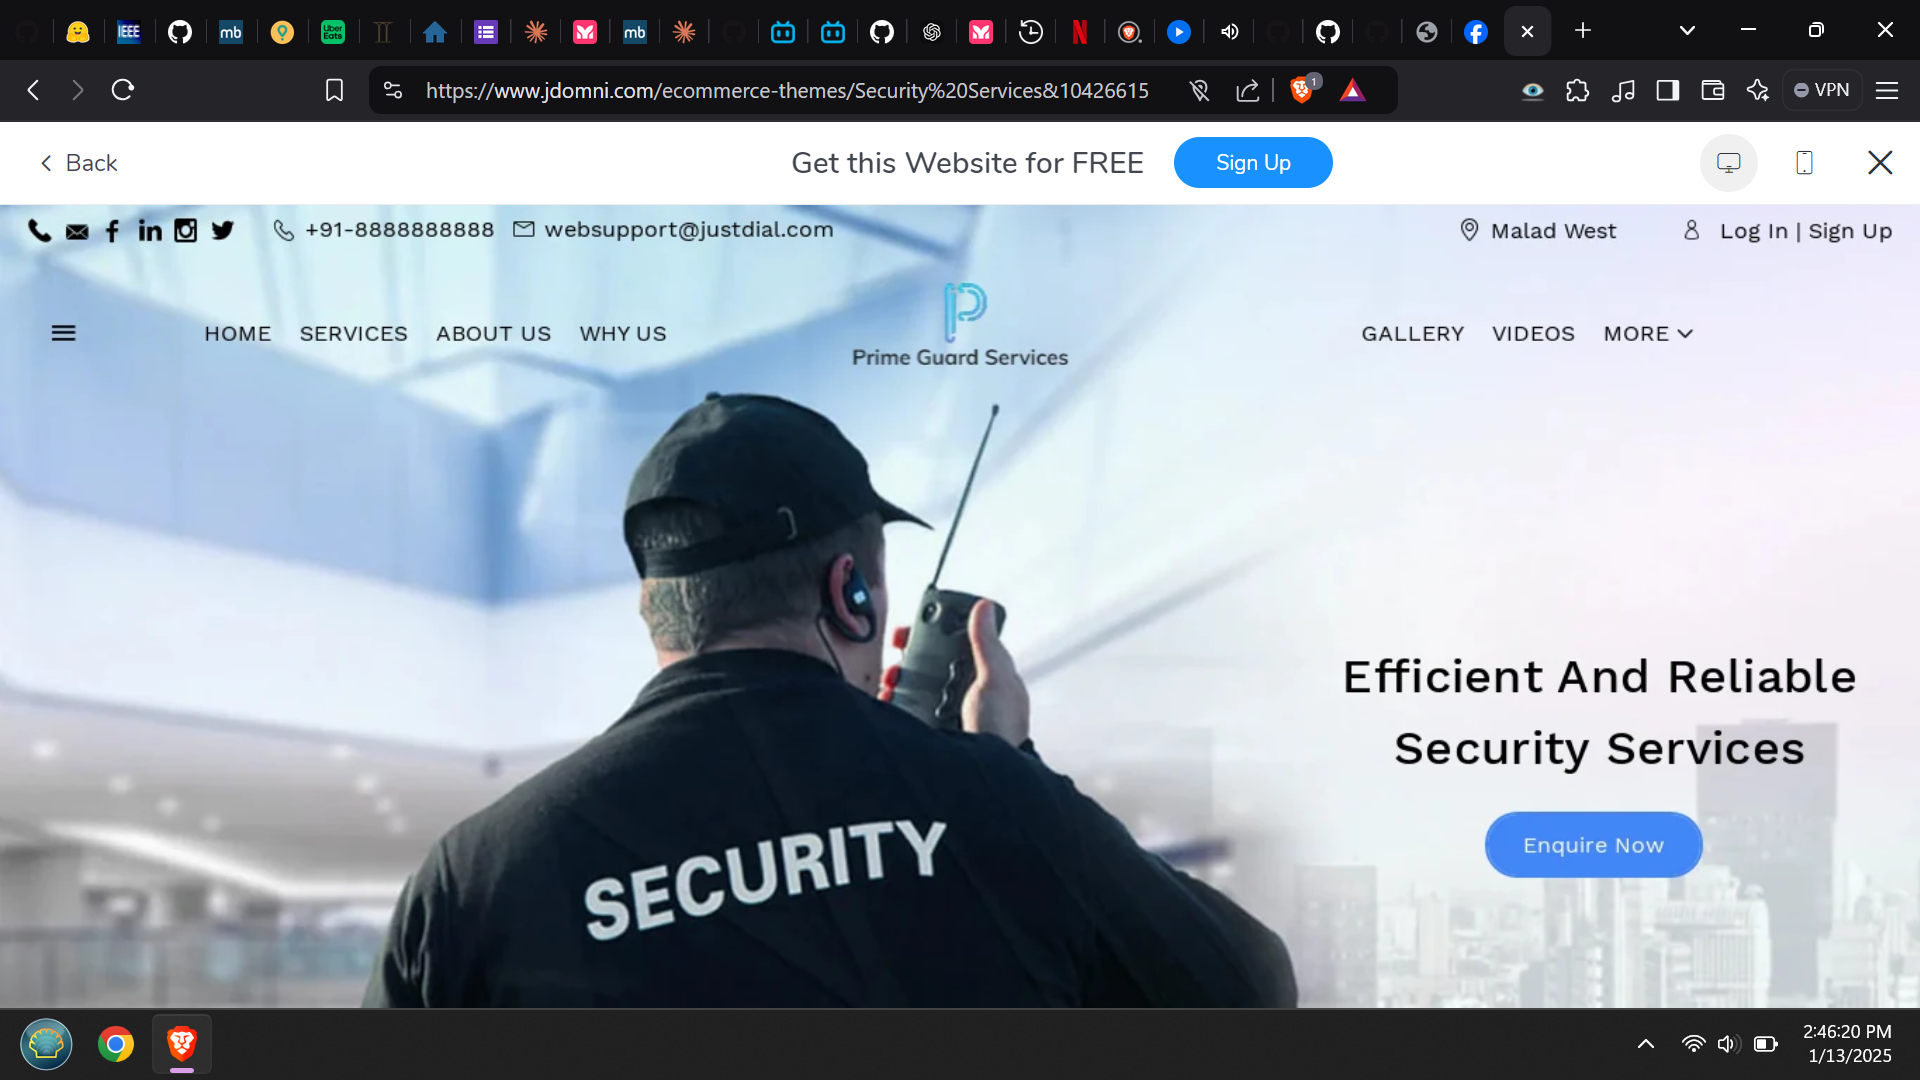 IEEE
mb
Uber
Eats
mb
https://www.jdomni.com/ecommerce-themes/Security%20Services&10426615
1
VPN
Back
Get this Website for FREE
Sign Up
+91-8888888888
websupport@justdial.com
Malad West
Log In | Sign Up
HOME
SERVICES
ABOUT US
WHY US
Prime Guard Services
GALLERY
VIDEOS
MORE
Efficient And Reliable
Security Services
Enquire Now
SECURITY
2:46:20 PM
1/13/2025